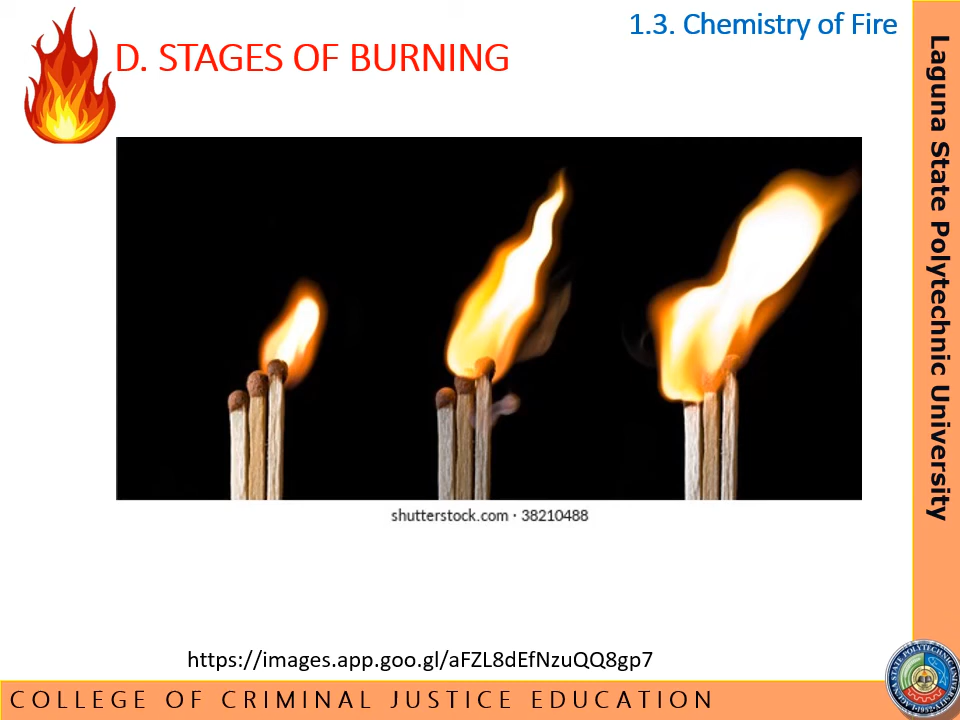 1.3. Chemistry of Fire
D. STAGES OF BURNING
Laguna State Polytechnic University
shutterstock.com · 38210488
https://images.app.goo.gl/aFZL8dEfNzuQQ8gp7
COLLEGE OF CRIMINAL JUSTICE EDUCATION